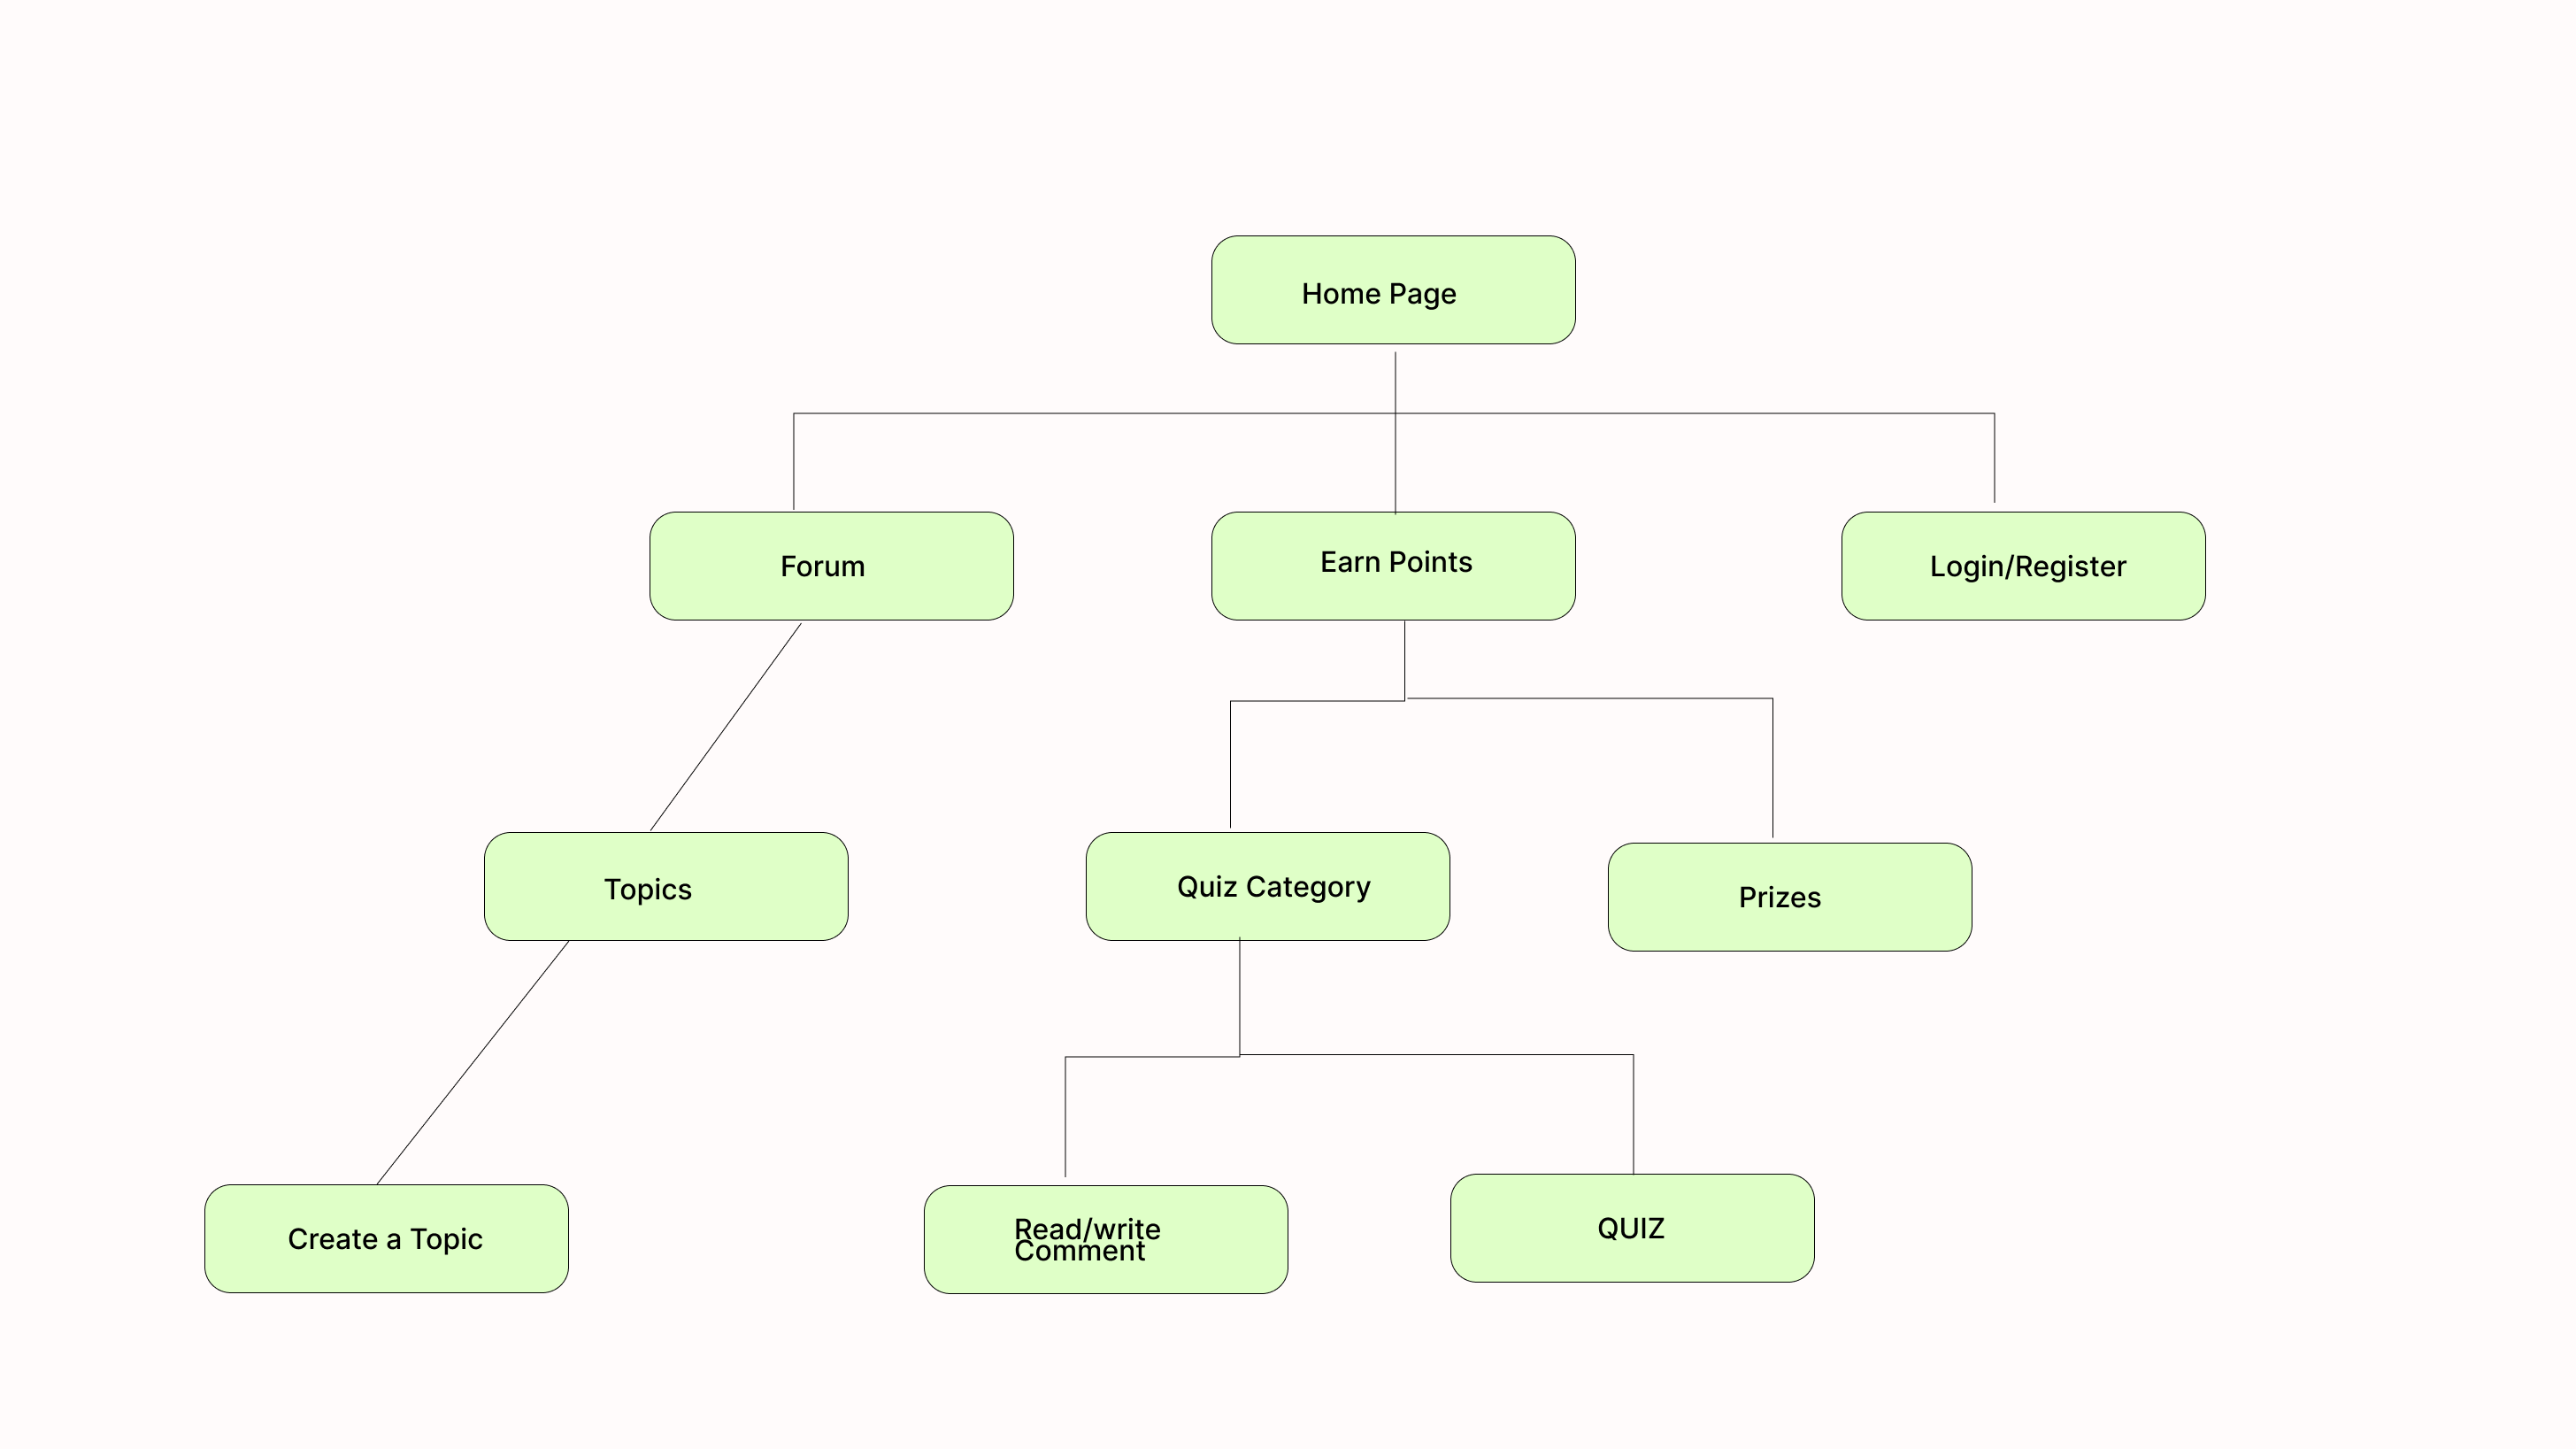 Home Page
Forum
Earn Points
Login/Register
Topics
Quiz Category
Prizes
Create a Topic
Read/write
Comment
QUIZ